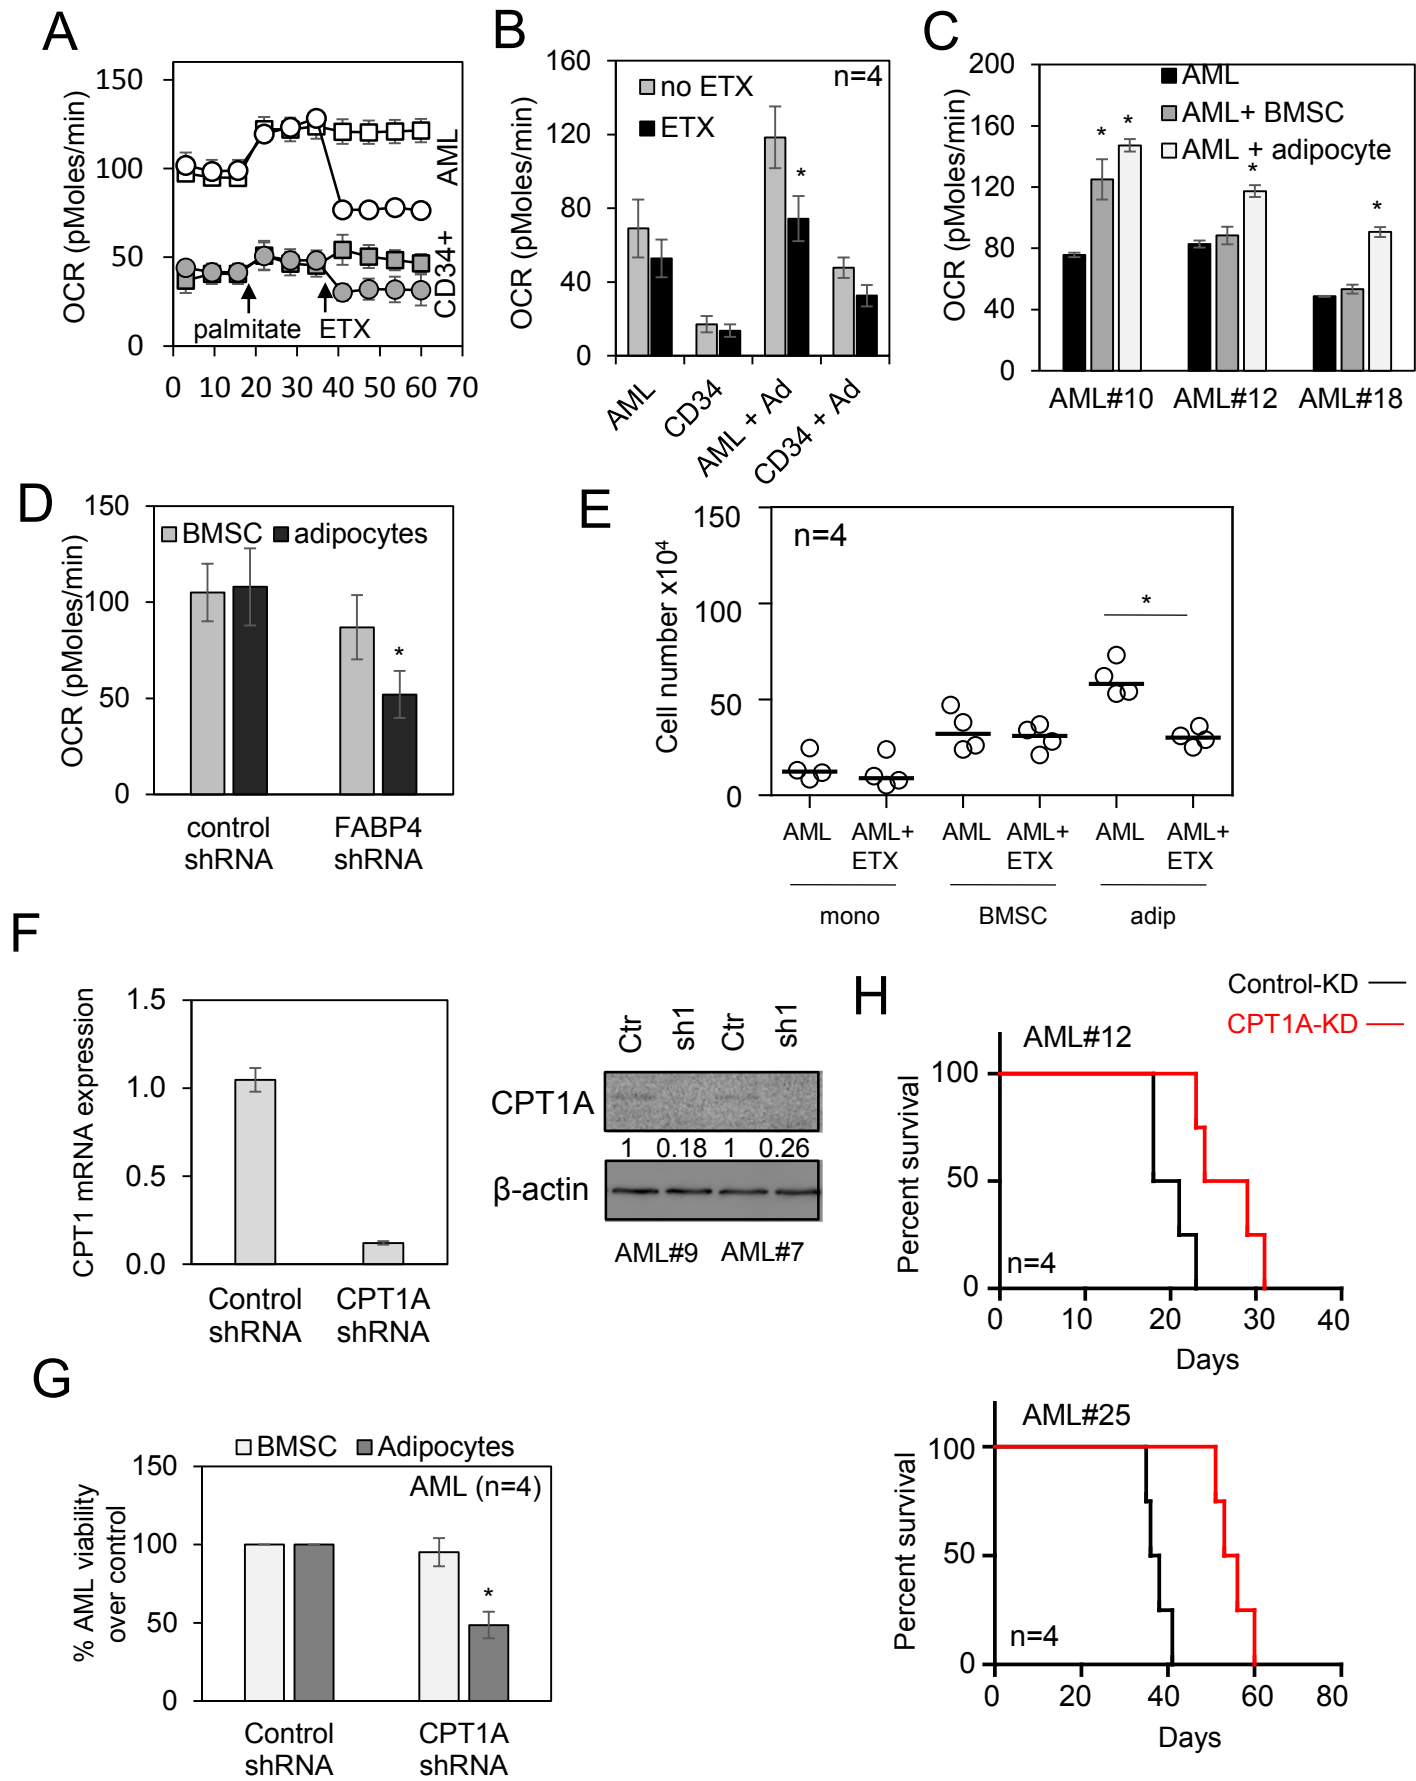 A
OCR (pMoles/min)
150
100
50
0
AML
CD34+
palmitate
ETX
0 10 20 30 40 50 60 70
B
OCR (pMoles/min)
160
120
80
40
0
no ETX
ETX
n=4
*
AML
CD34
AML + Ad
CD34 + Ad
C
OCR (pMoles/min)
200
160
120
80
40
0
AML
AML+ BMSC
AML + adipocyte
* * * *
AML#10 AML#12 AML#18
D
OCR (pMoles/min)
150
100
50
0
BMSC adipocytes
*
control
shRNA
FABP4
shRNA
E
Cell number x10⁴
150
100
50
0
n=4
*
AML
AML+
ETX
AML
AML+
ETX
AML
AML+
ETX
mono BMSC adip
F
CPT1 mRNA expression
1.5
1.0
0.5
0.0
Control
shRNA
CPT1A
shRNA
Ctr sh1 Ctr sh1
CPT1A
1 0.18 1 0.26
β-actin
AML#9 AML#7
G
% AML viability
over control
BMSC Adipocytes
150
100
50
0
AML (n=4)
*
Control
shRNA
CPT1A
shRNA
H
Control-KD
CPT1A-KD
AML#12
Percent survival
100
50
0
n=4
0 10 20 30 40
Days
AML#25
Percent survival
100
50
0
n=4
0 20 40 60 80
Days